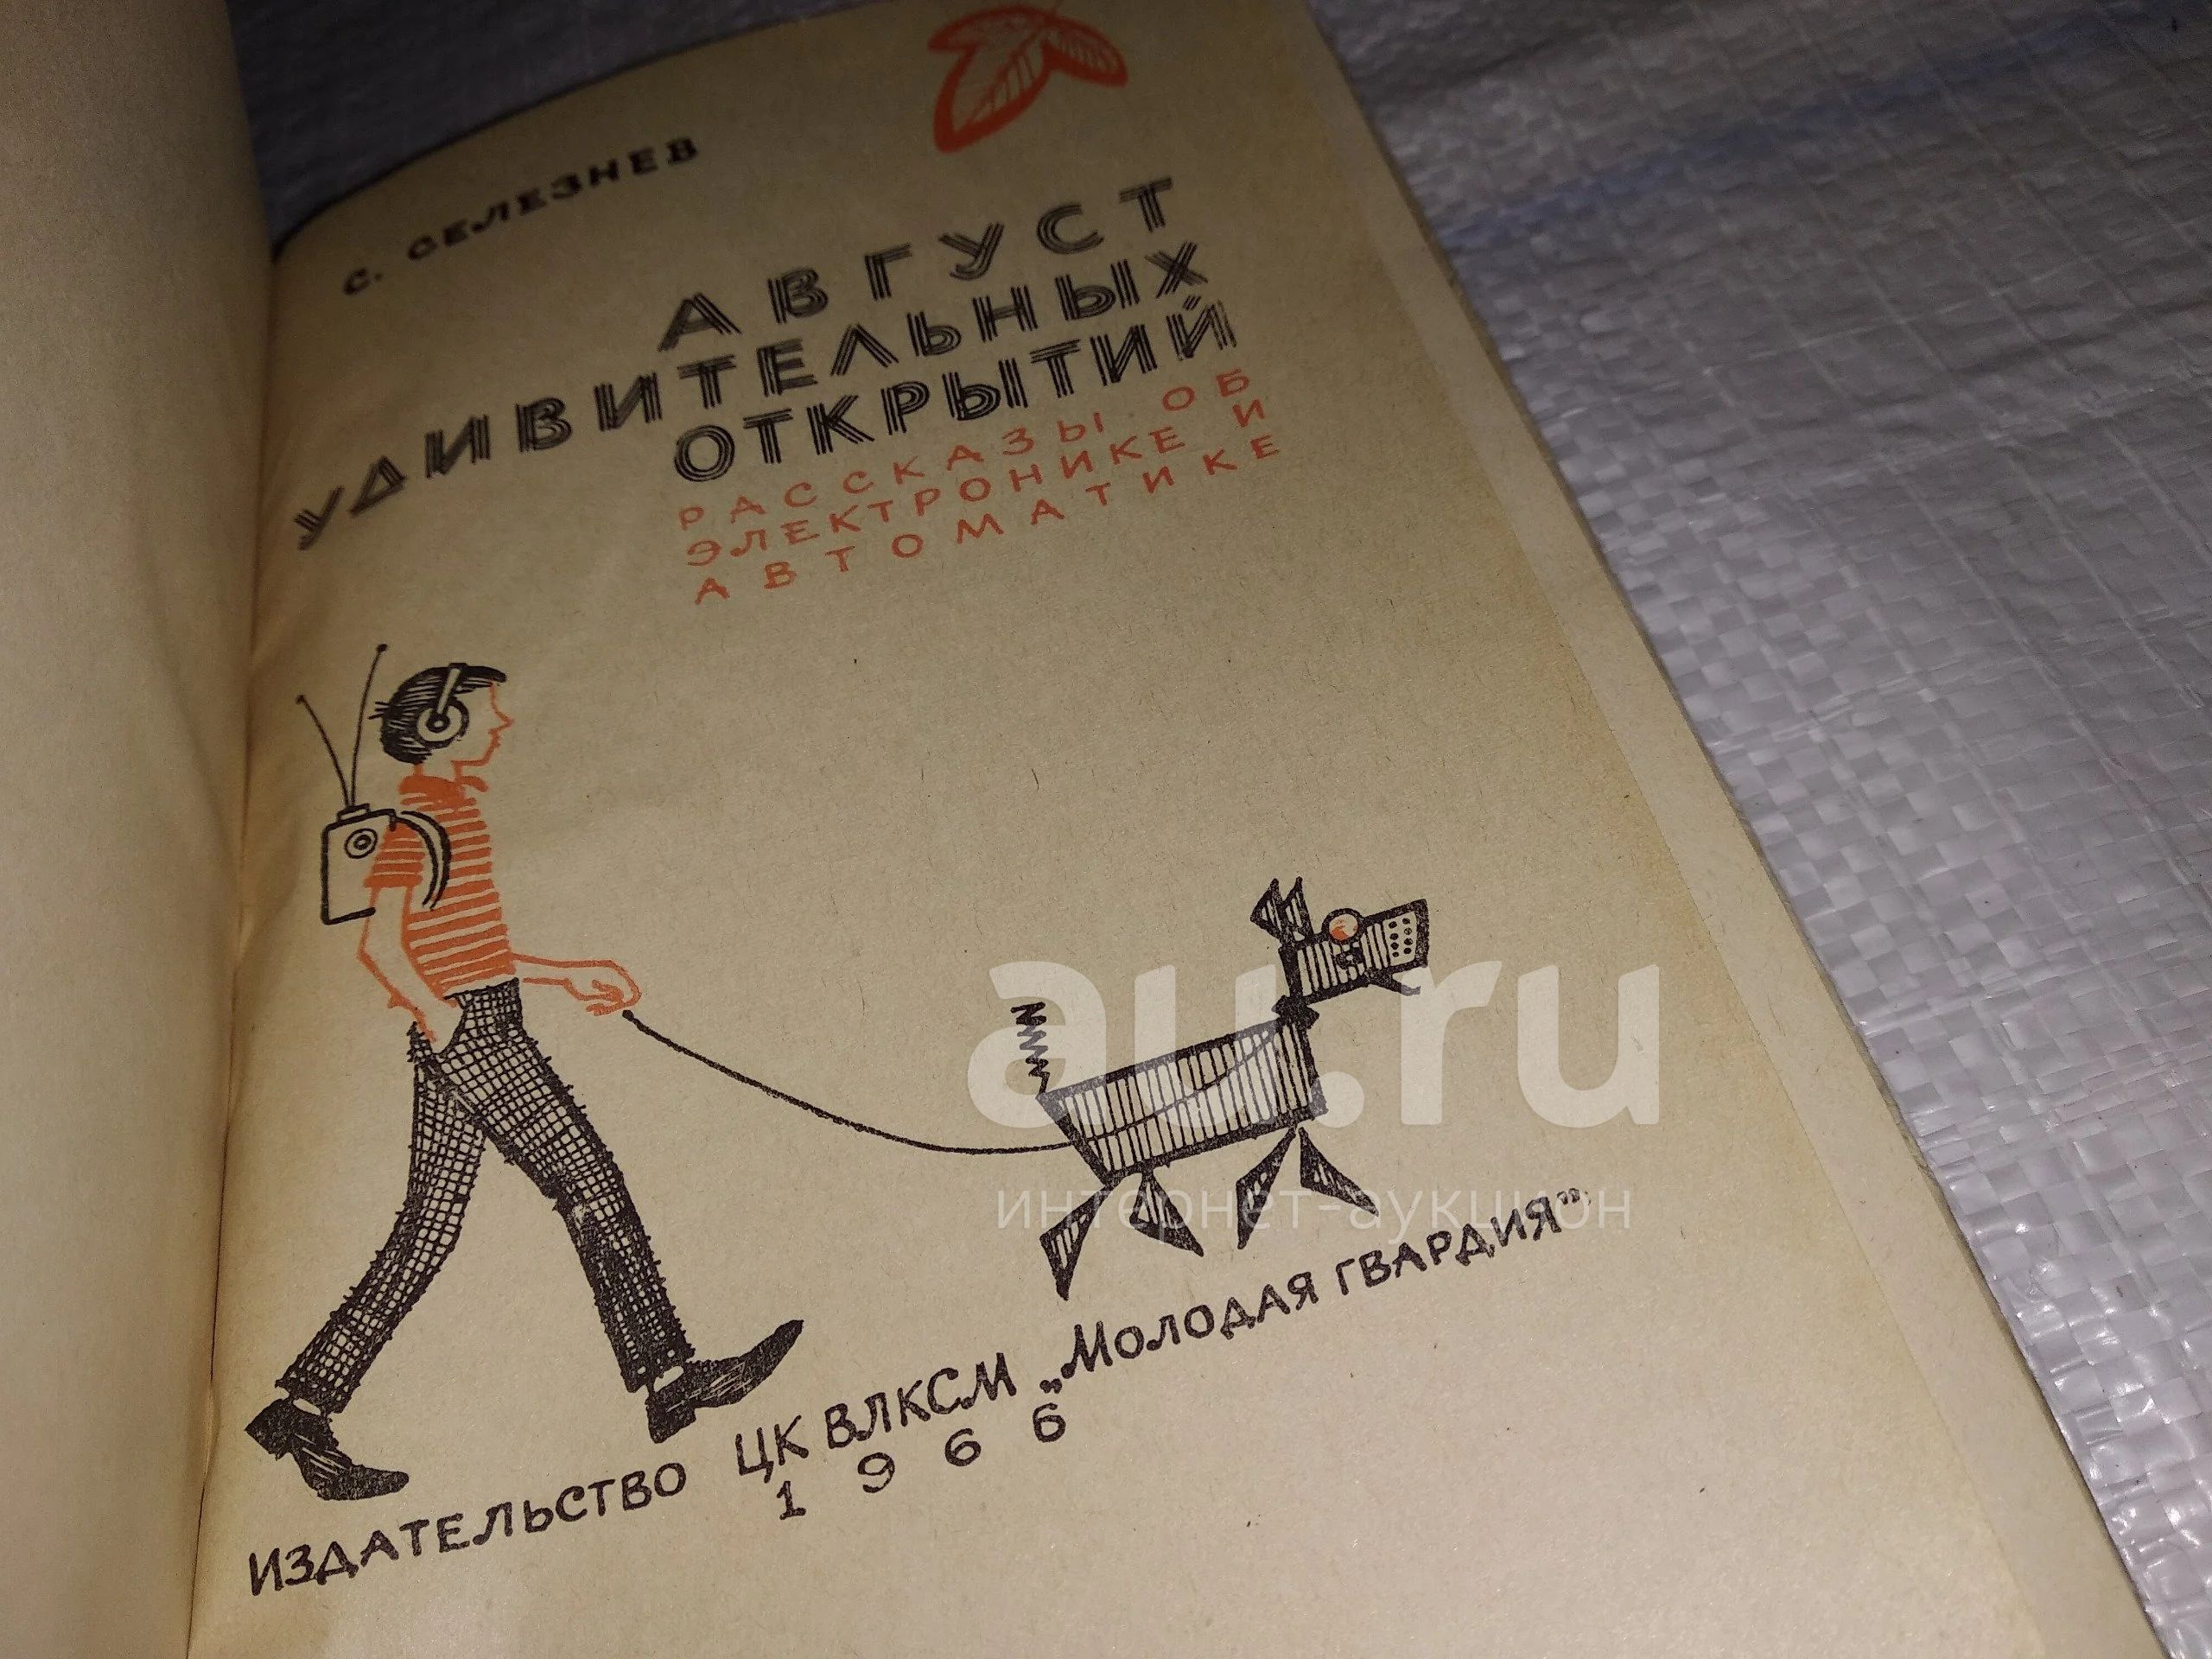 С. СЕЛЕЗНЕВ
АВГУСТ
УДИВИТЕЛЬНЫХ
ОТКРЫТИЙ
РАССКАЗЫ ОБ
ЭЛЕКТРОНИКЕ И
АВТОМАТИКЕ
au.ru
интернет-аукцион
ИЗДАТЕЛЬСТВО ЦК ВЛКСМ „МОЛОДАЯ ГВАРДИЯ”
1966